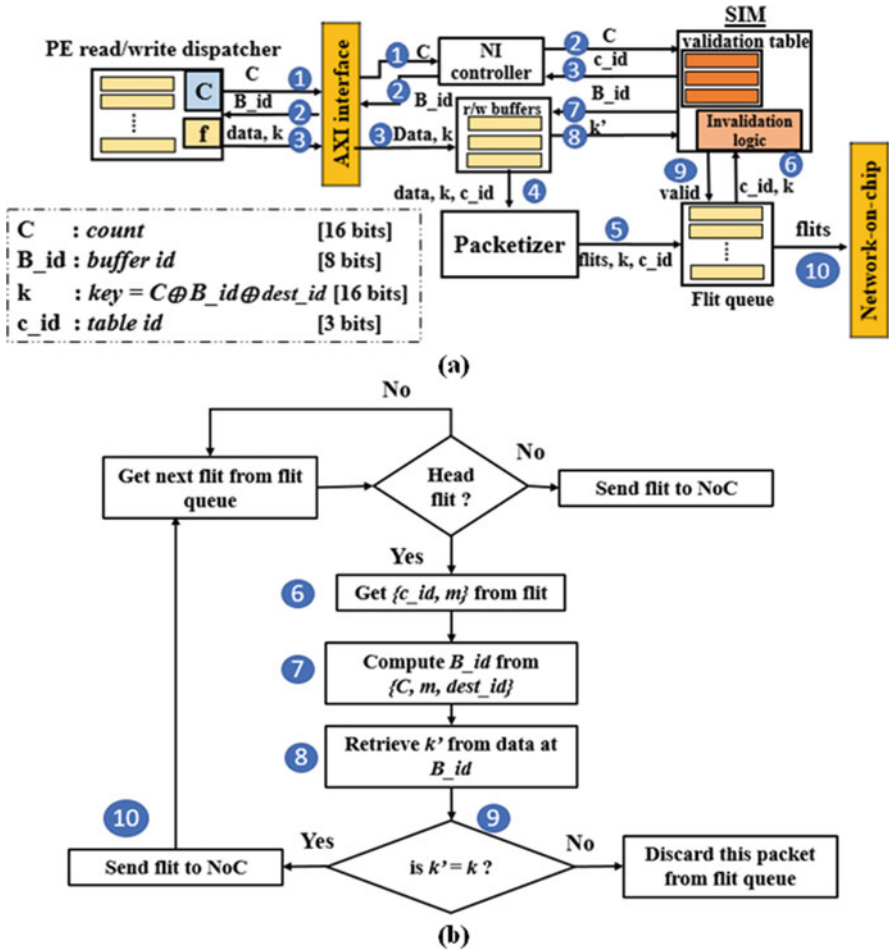 SIM
PE read/write dispatcher
C
B_id
data, k
C
f
1
2
3
AXI interface
1
C
2
B_id
3
Data, k
NI
controller
2
C
c_id
3
B_id
7
8
k’
r/w buffers
validation table
Invalidation
logic
6
9
valid
c_id, k
data, k, c_id
4
Packetizer
5
flits, k, c_id
Flit queue
flits
10
Network-on-chip
C : count [16 bits]
B_id : buffer id [8 bits]
k : key = C⊕B_id⊕dest_id [16 bits]
c_id : table id [3 bits]
(a)
No
Get next flit from flit
queue
Head
flit ?
No
Send flit to NoC
Yes
6
Get {c_id, m} from flit
7
Compute B_id from
{C, m, dest_id}
8
Retrieve k’ from data at
B_id
9
10
Send flit to NoC
Yes
is k’ = k ?
No
Discard this packet
from flit queue
(b)